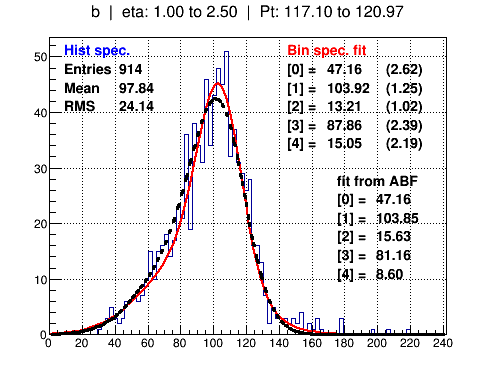 b | eta: 1.00 to 2.50 | Pt: 117.10 to 120.97
Hist spec.
Entries 914
Mean 97.84
RMS 24.14
Bin spec. fit
[0] = 47.16 (2.62)
[1] = 103.92 (1.25)
[2] = 13.21 (1.02)
[3] = 87.86 (2.39)
[4] = 15.05 (2.19)
fit from ABF
[0] = 47.16
[1] = 103.85
[2] = 15.63
[3] = 81.16
[4] = 8.60
50
40
30
20
10
0
0 20 40 60 80 100 120 140 160 180 200 220 240